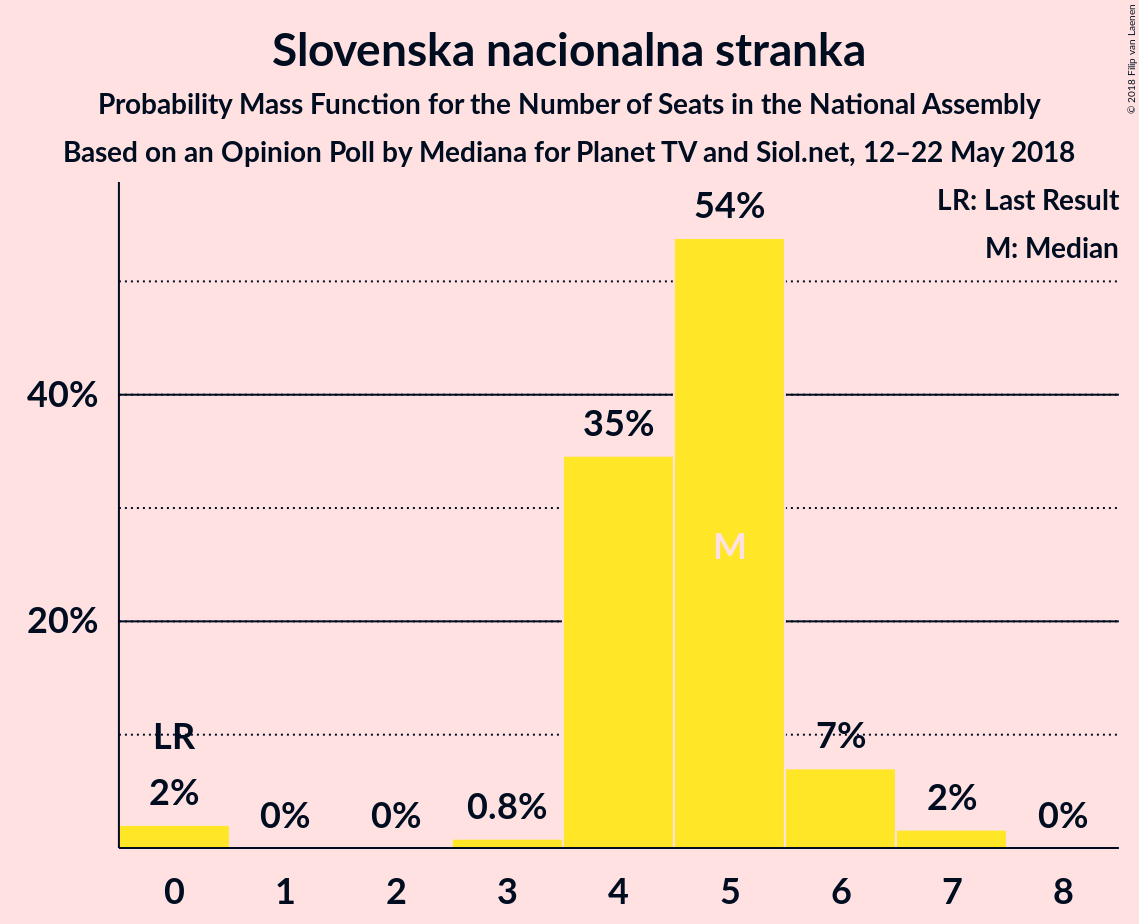 Slovenska nacionalna stranka
Probability Mass Function for the Number of Seats in the National Assembly
Based on an Opinion Poll by Mediana for Planet TV and Siol.net, 12–22 May 2018
© 2018 Filip van Laenen
LR: Last Result
M: Median
54%
40%
35%
M
20%
LR
7%
2%
0%
0%
0.8%
2%
0%
0 1 2 3 4 5 6 7 8